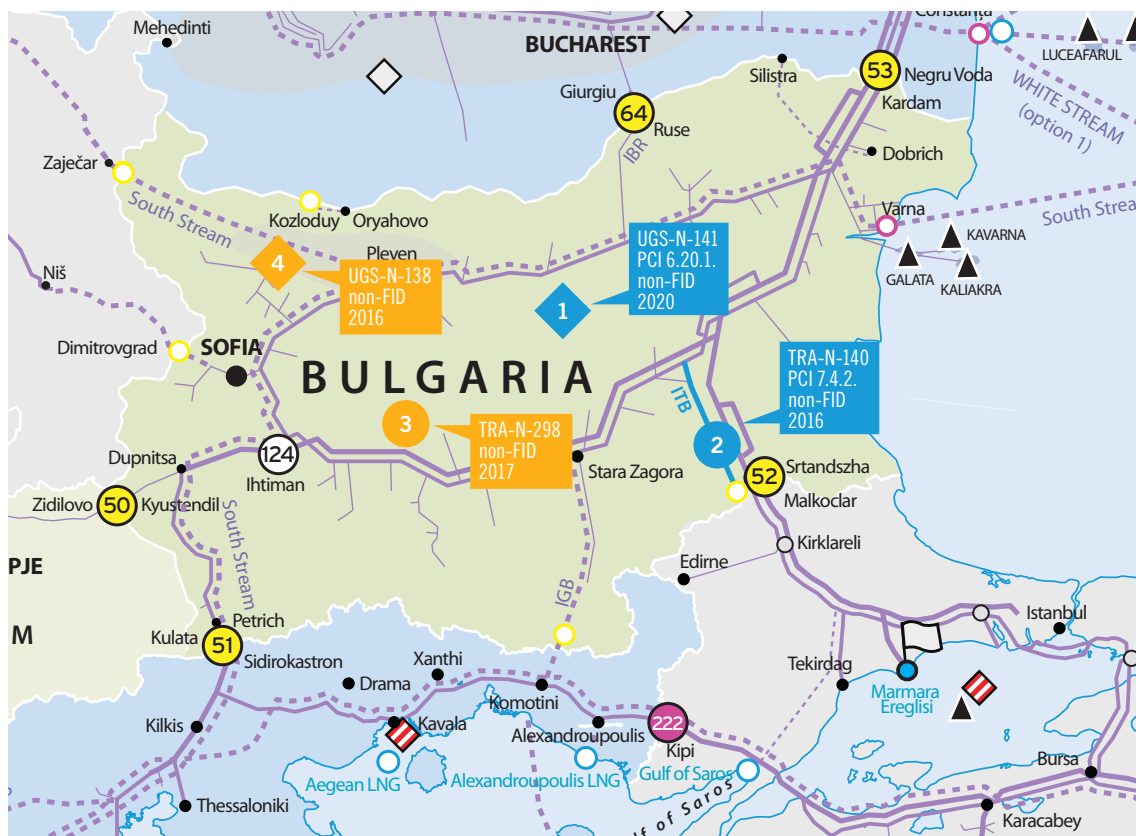 Constanţa
Mehedinti
BUCHAREST
LUCEAFARUL
Silistra
53
Negru Voda
Kardam
Giurgiu
64
Ruse
WHITE STREAM
(option 1)
IBR
Zaječar
Dobrich
South Stream
Kozloduy
Oryahovo
Varna
South Strea
Pleven
UGS-N-141
PCI 6.20.1.
non-FID
2020
KAVARNA
4
UGS-N-138
non-FID
2016
GALATA
KALIAKRA
Niš
1
Dimitrovgrad
SOFIA
BULGARIA
TRA-N-140
PCI 7.4.2.
non-FID
2016
ITB
3
TRA-N-298
non-FID
2017
2
124
Ihtiman
Dupnitsa
Stara Zagora
52
Srtandszha
Malkoclar
Zidilovo
50
Kyustendil
South Stream
Kirklareli
PJE
Edirne
IGB
M
Petrich
Kulata
51
Sidirokastron
Istanbul
Xanthi
Drama
Komotini
Tekirdag
Marmara
Ereglisi
Kilkis
Kavala
Alexandroupolis
222
Kipi
Aegean LNG
Alexandroupolis LNG
Gulf of Saros
Bursa
Thessaloniki
lf of Saros
Karacabey